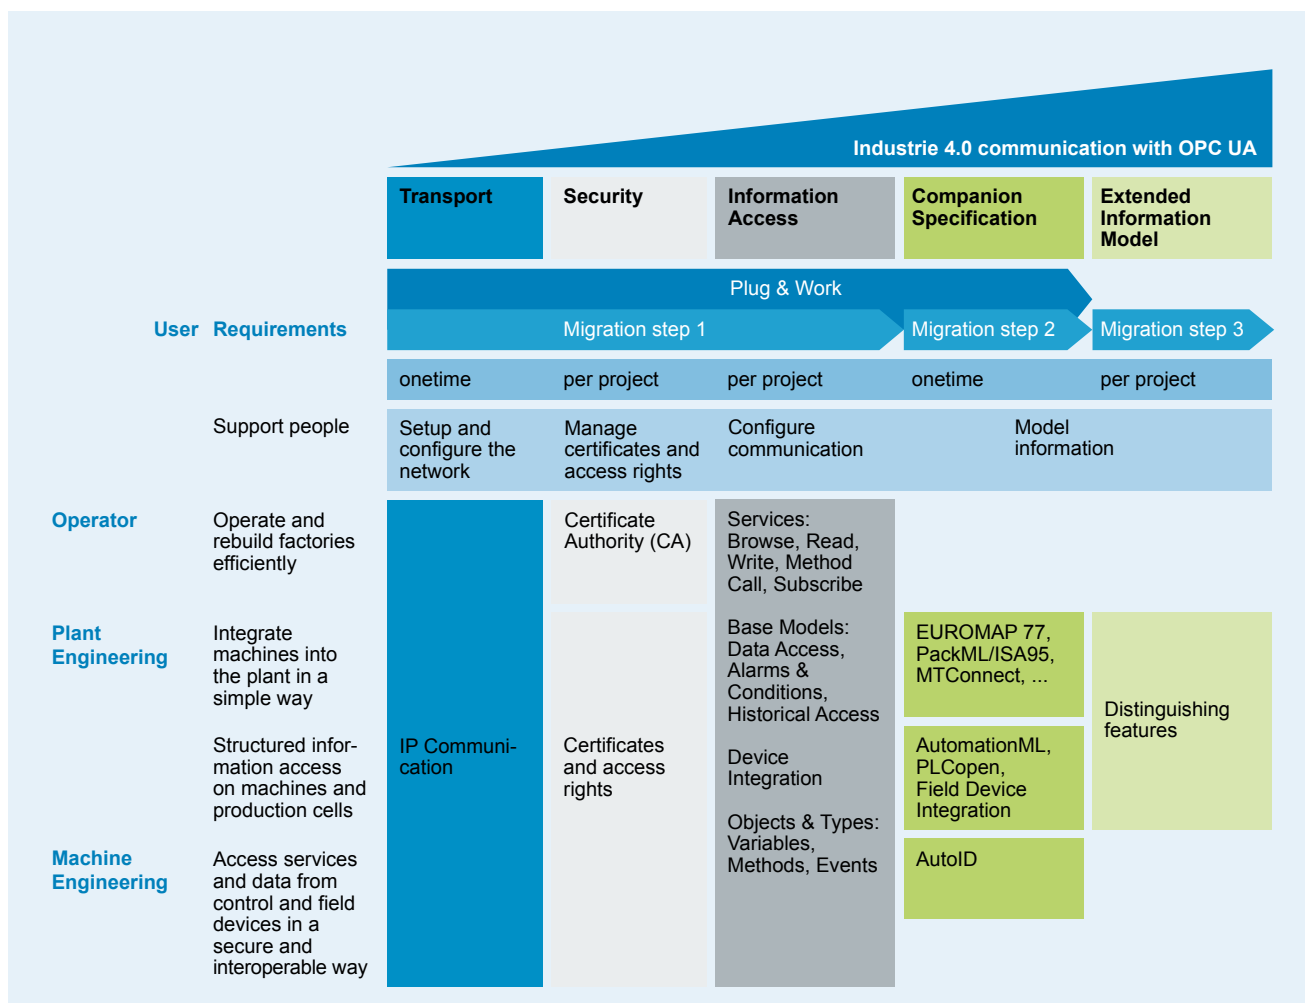 Industrie 4.0 communication with OPC UA
Transport
Security
Information
Access
Companion
Specification
Extended
Information
Model
Plug & Work
User Requirements
Migration step 1
Migration step 2
Migration step 3
onetime
per project
per project
onetime
per project
Support people
Setup and
configure the
network
Manage
certificates and
access rights
Configure
communication
Model
information
Operator
Operate and
rebuild factories
efficiently
Certificate
Authority (CA)
Services:
Browse, Read,
Write, Method
Call, Subscribe
Plant
Engineering
Integrate
machines into
the plant in a
simple way
Base Models:
Data Access,
Alarms &
Conditions,
Historical Access
EUROMAP 77,
PackML/ISA95,
MTConnect, ...
Distinguishing
features
Structured infor-
mation access
on machines and
production cells
IP Communi-
cation
Certificates
and access
rights
Device
Integration
AutomationML,
PLCopen,
Field Device
Integration
Objects & Types:
Variables,
Methods, Events
Machine
Engineering
Access services
and data from
control and field
devices in a
secure and
interoperable way
AutoID